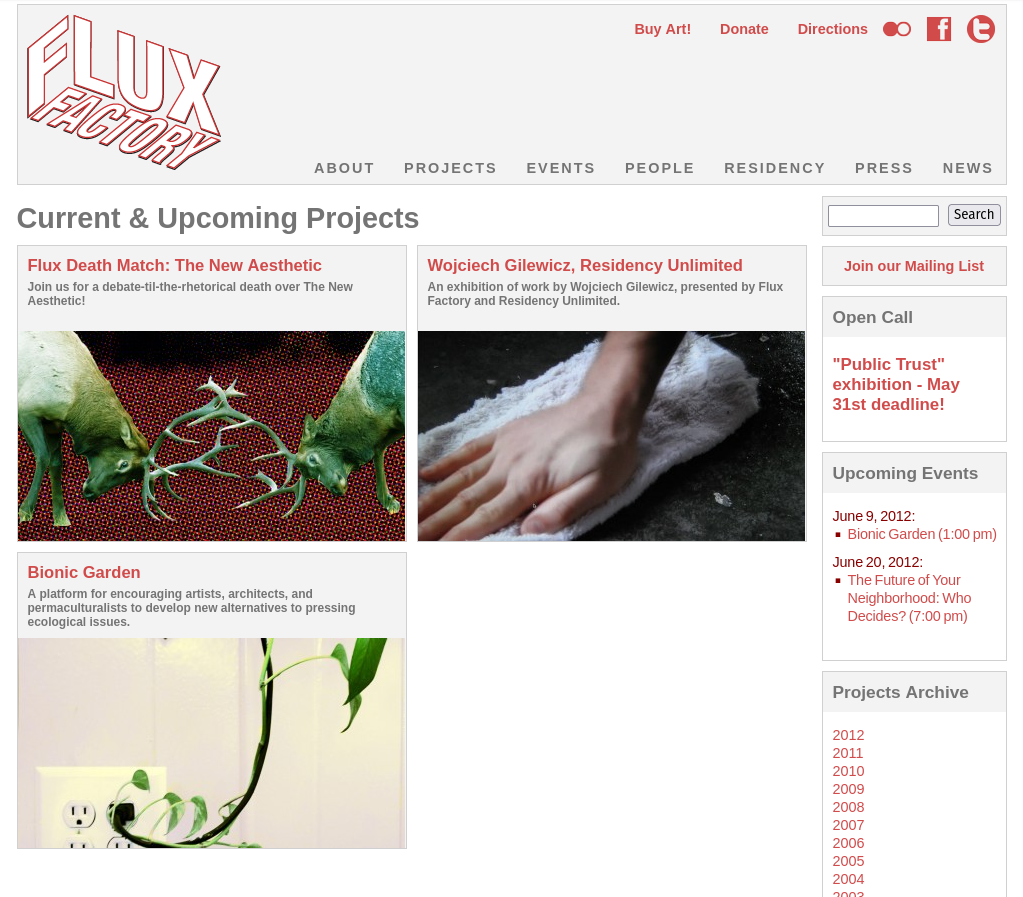 FLUX
FACTORY
Buy Art! Donate Directions
ABOUT PROJECTS EVENTS PEOPLE RESIDENCY PRESS NEWS
Current & Upcoming Projects
Flux Death Match: The New Aesthetic
Join us for a debate-til-the-rhetorical death over The New
Aesthetic!
Wojciech Gilewicz, Residency Unlimited
An exhibition of work by Wojciech Gilewicz, presented by Flux
Factory and Residency Unlimited.
Bionic Garden
A platform for encouraging artists, architects, and
permaculturalists to develop new alternatives to pressing
ecological issues.
Search
Join our Mailing List
Open Call
"Public Trust"
exhibition - May
31st deadline!
Upcoming Events
June 9, 2012:
Bionic Garden (1:00 pm)
June 20, 2012:
The Future of Your
Neighborhood: Who
Decides? (7:00 pm)
Projects Archive
2012
2011
2010
2009
2008
2007
2006
2005
2004
2003